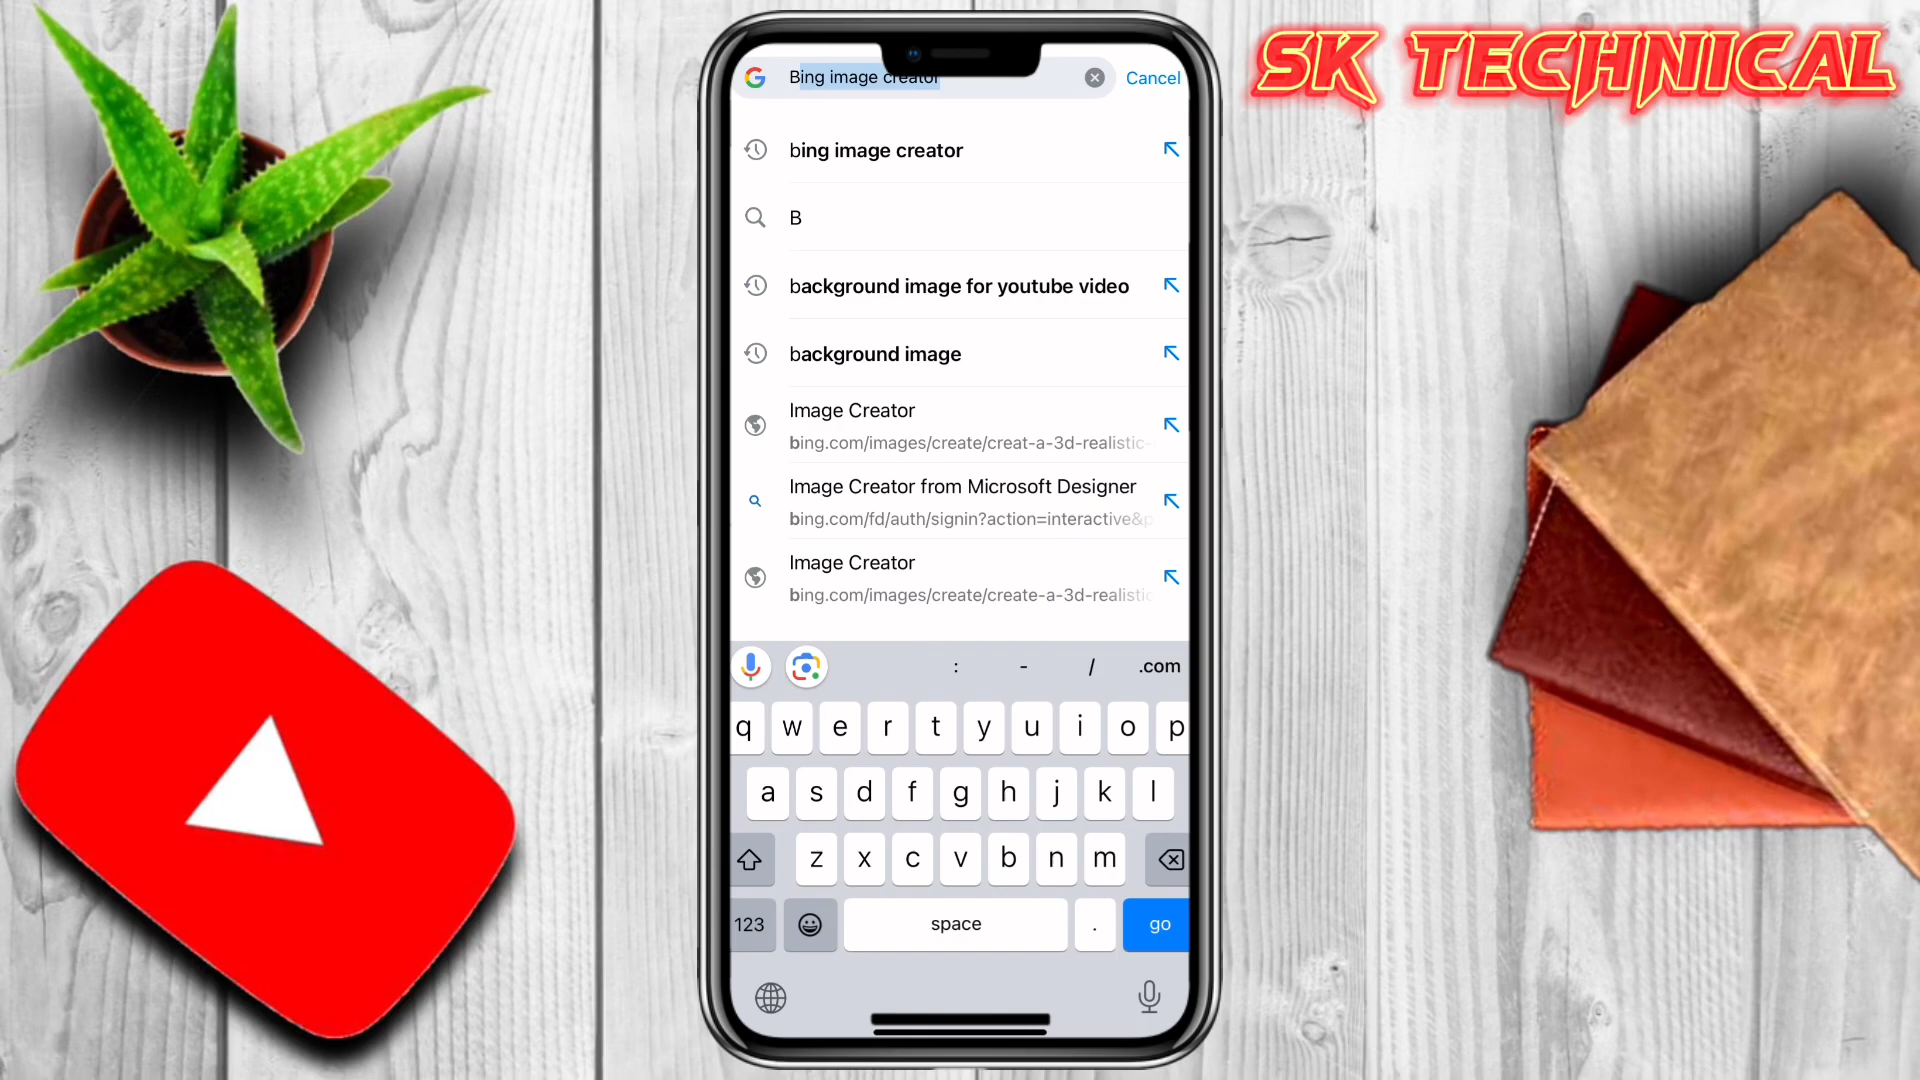 SK TECHNICAL
Bing image creator
Cancel
bing image creator
B
background image for youtube video
background image
Image Creator
bing.com/images/create/creat-a-3d-realistic-
Image Creator from Microsoft Designer
bing.com/fd/auth/signin?action=interactive&p
Image Creator
bing.com/images/create/create-a-3d-realistic
: - / .com
q w e r t y u i o p
a s d f g h j k l
z x c v b n m
123 space . go